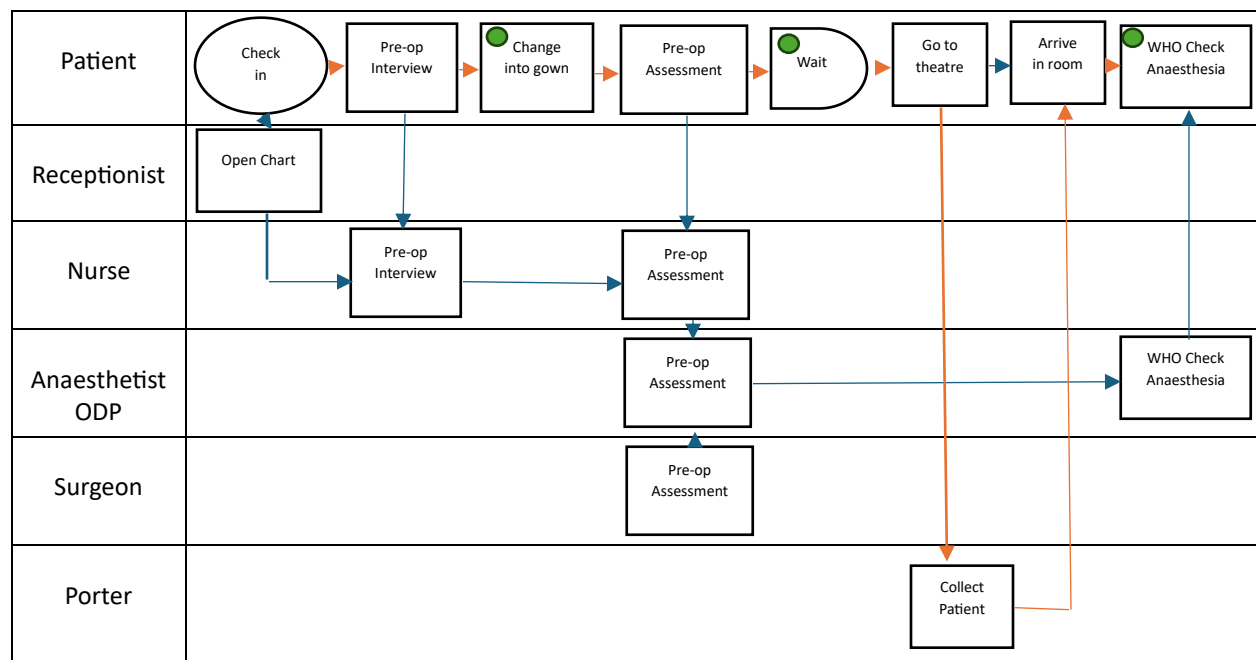 Patient
Check
in
Pre-op
Interview
Change
into gown
Pre-op
Assessment
Wait
Go to
theatre
Arrive
in room
WHO Check
Anaesthesia
Receptionist
Open Chart
Nurse
Pre-op
Interview
Pre-op
Assessment
Anaesthetist
ODP
Pre-op
Assessment
WHO Check
Anaesthesia
Surgeon
Pre-op
Assessment
Porter
Collect
Patient